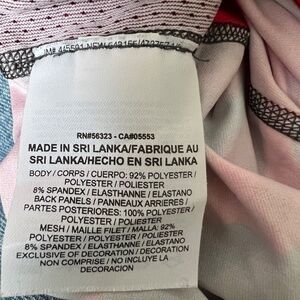 RN#56323 - CA#05553
MADE IN SRI LANKA/FABRIQUE AU
SRI LANKA/HECHO EN SRI LANKA
BODY / CORPS / CUERPO: 92% POLYESTER /
POLYESTER / POLIESTER
8% SPANDEX / ELASTHANNE / ELASTANO
BACK PANELS / PANNEAUX ARRIERES /
PARTES POSTERIORES: 100% POLYESTER /
POLYESTER / POLIESTER
MESH / MAILLE FILET / MALLA: 92%
POLYESTER / POLYESTER / POLIESTER
8% SPANDEX / ELASTHANNE / ELASTANO
EXCLUSIVE OF DECORATION / DECORATION
NON COMPRISE / NO INCLUYE LA
DECORACION